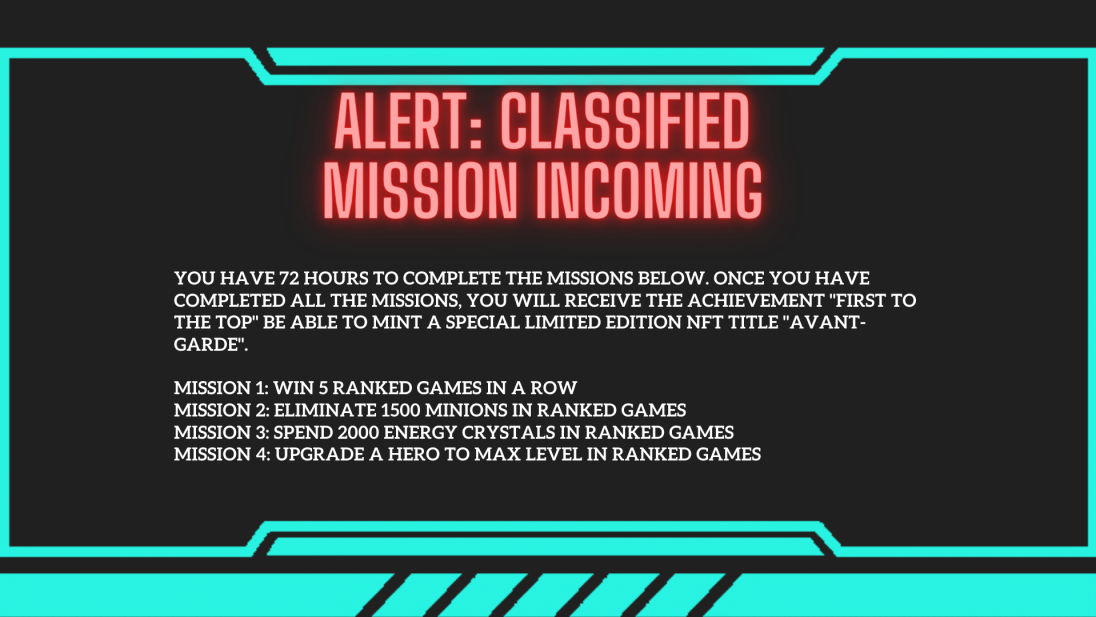 ALERT: CLASSIFIED
MISSION INCOMING
YOU HAVE 72 HOURS TO COMPLETE THE MISSIONS BELOW. ONCE YOU HAVE
COMPLETED ALL THE MISSIONS, YOU WILL RECEIVE THE ACHIEVEMENT "FIRST TO
THE TOP" BE ABLE TO MINT A SPECIAL LIMITED EDITION NFT TITLE "AVANT-
GARDE".
MISSION 1: WIN 5 RANKED GAMES IN A ROW
MISSION 2: ELIMINATE 1500 MINIONS IN RANKED GAMES
MISSION 3: SPEND 2000 ENERGY CRYSTALS IN RANKED GAMES
MISSION 4: UPGRADE A HERO TO MAX LEVEL IN RANKED GAMES